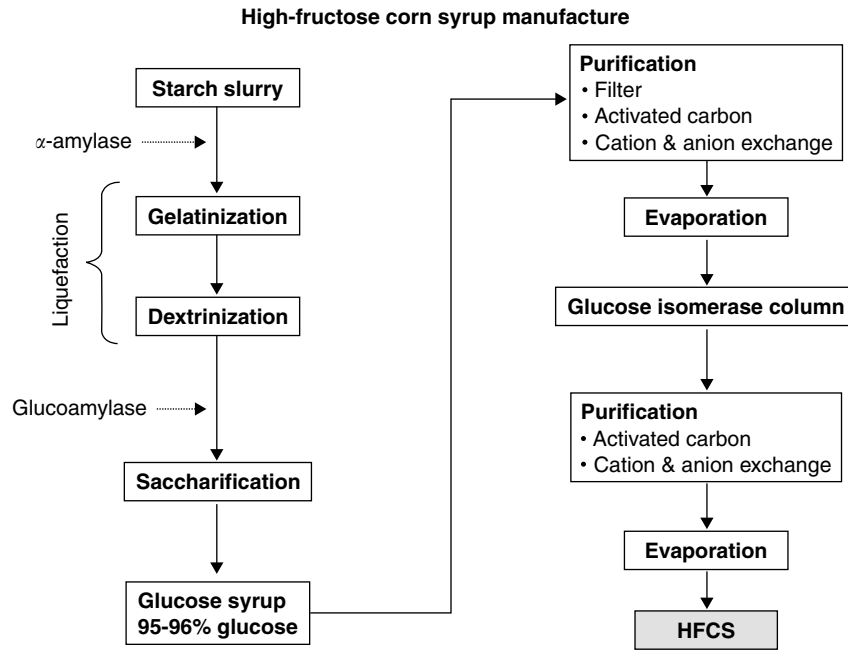 High-fructose corn syrup manufacture
Starch slurry
α-amylase
Liquefaction
Gelatinization
Dextrinization
Glucoamylase
Saccharification
Glucose syrup
95-96% glucose
Purification
• Filter
• Activated carbon
• Cation & anion exchange
Evaporation
Glucose isomerase column
Purification
• Activated carbon
• Cation & anion exchange
Evaporation
HFCS